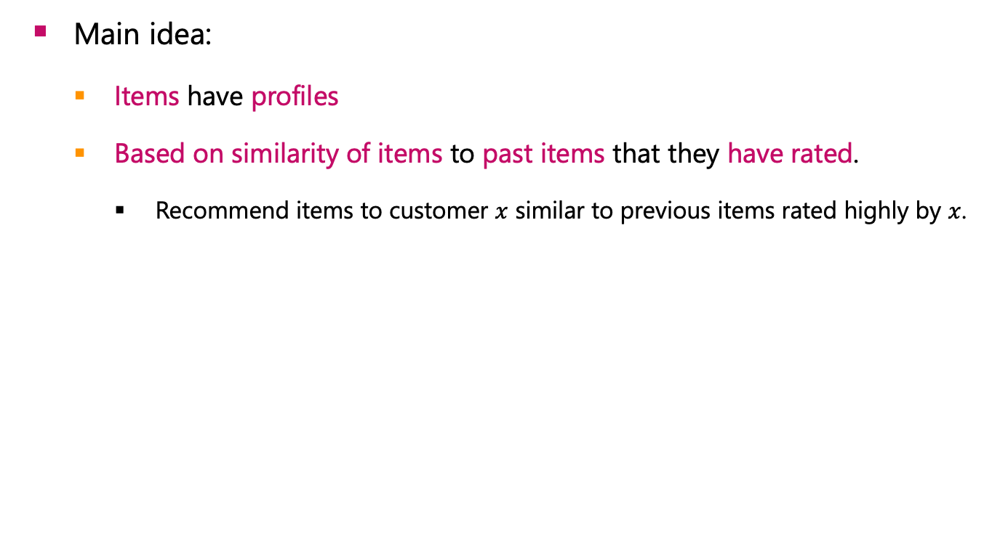 Main idea:
Items have profiles
Based on similarity of items to past items that they have rated.
Recommend items to customer x similar to previous items rated highly by x.